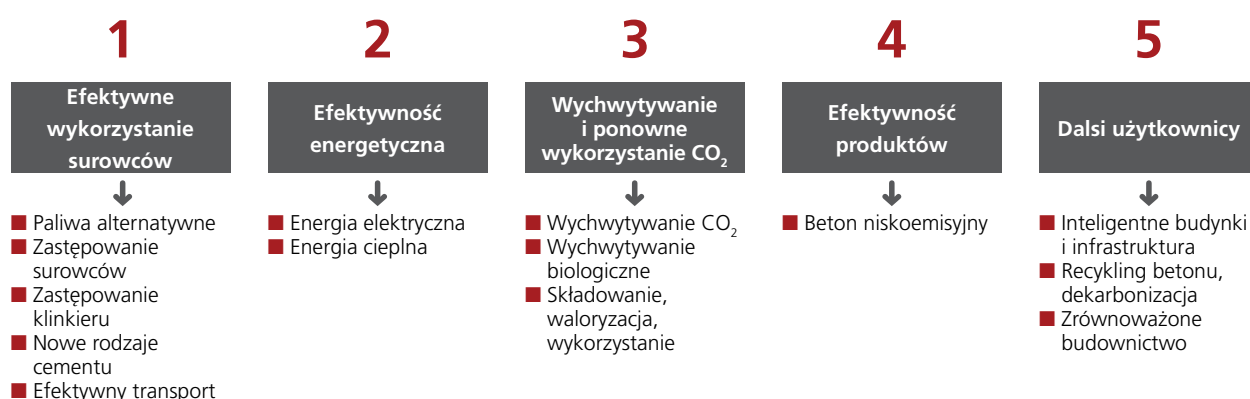 1
Efektywne
wykorzystanie
surowców
■ Paliwa alternatywne
■ Zastępowanie
surowców
■ Zastępowanie
klinkieru
■ Nowe rodzaje
cementu
■ Efektywny transport
2
Efektywność
energetyczna
■ Energia elektryczna
■ Energia cieplna
3
Wychwytywanie
i ponowne
wykorzystanie CO₂
■ Wychwytywanie CO₂
■ Wychwytywanie
biologiczne
■ Składowanie,
waloryzacja,
wykorzystanie
4
Efektywność
produktów
■ Beton niskoemisyjny
5
Dalsi użytkownicy
■ Inteligentne budynki
i infrastruktura
■ Recykling betonu,
dekarbonizacja
■ Zrównoważone
budownictwo